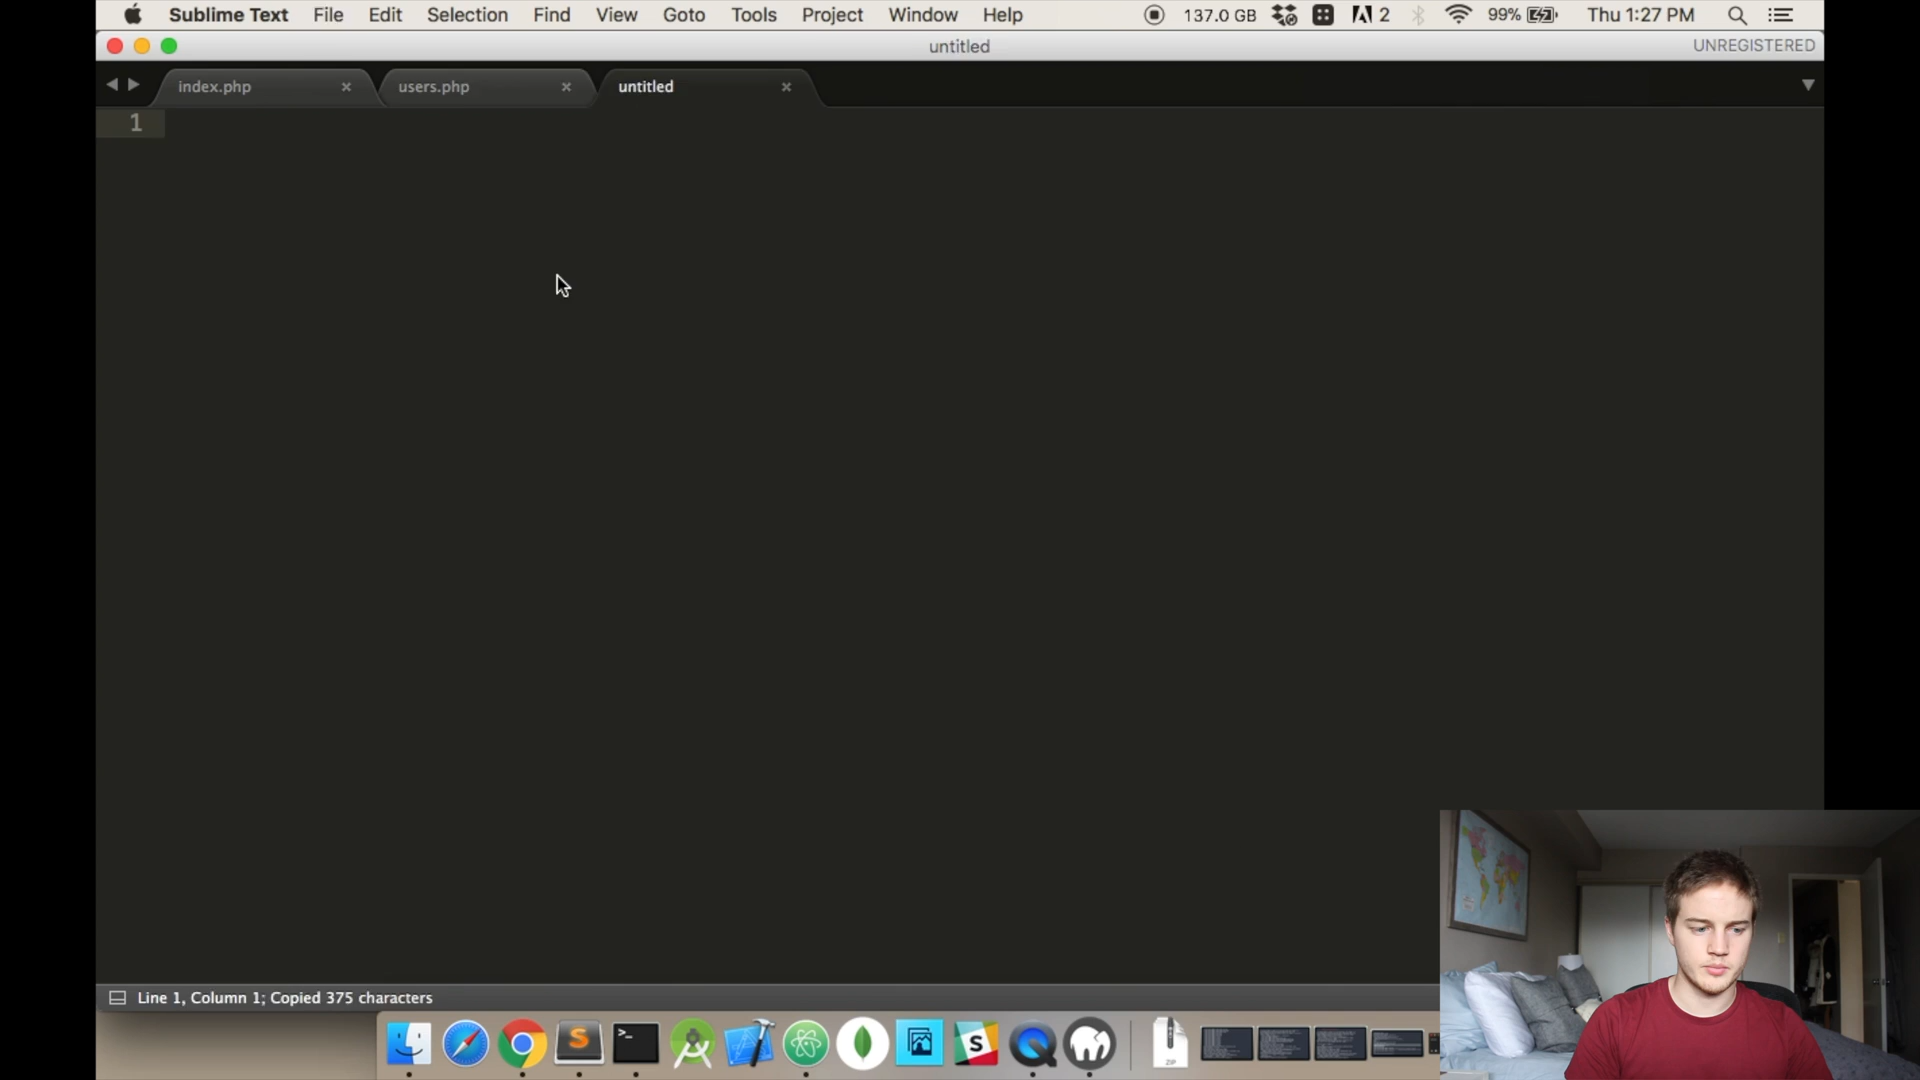 Sublime Text File Edit Selection Find View Goto Tools Project Window Help 137.0 GB 2 99% Thu 1:27 PM
untitled UNREGISTERED
index.php users.php untitled
1
Line 1, Column 1; Copied 375 characters
S >_ S
ZIP